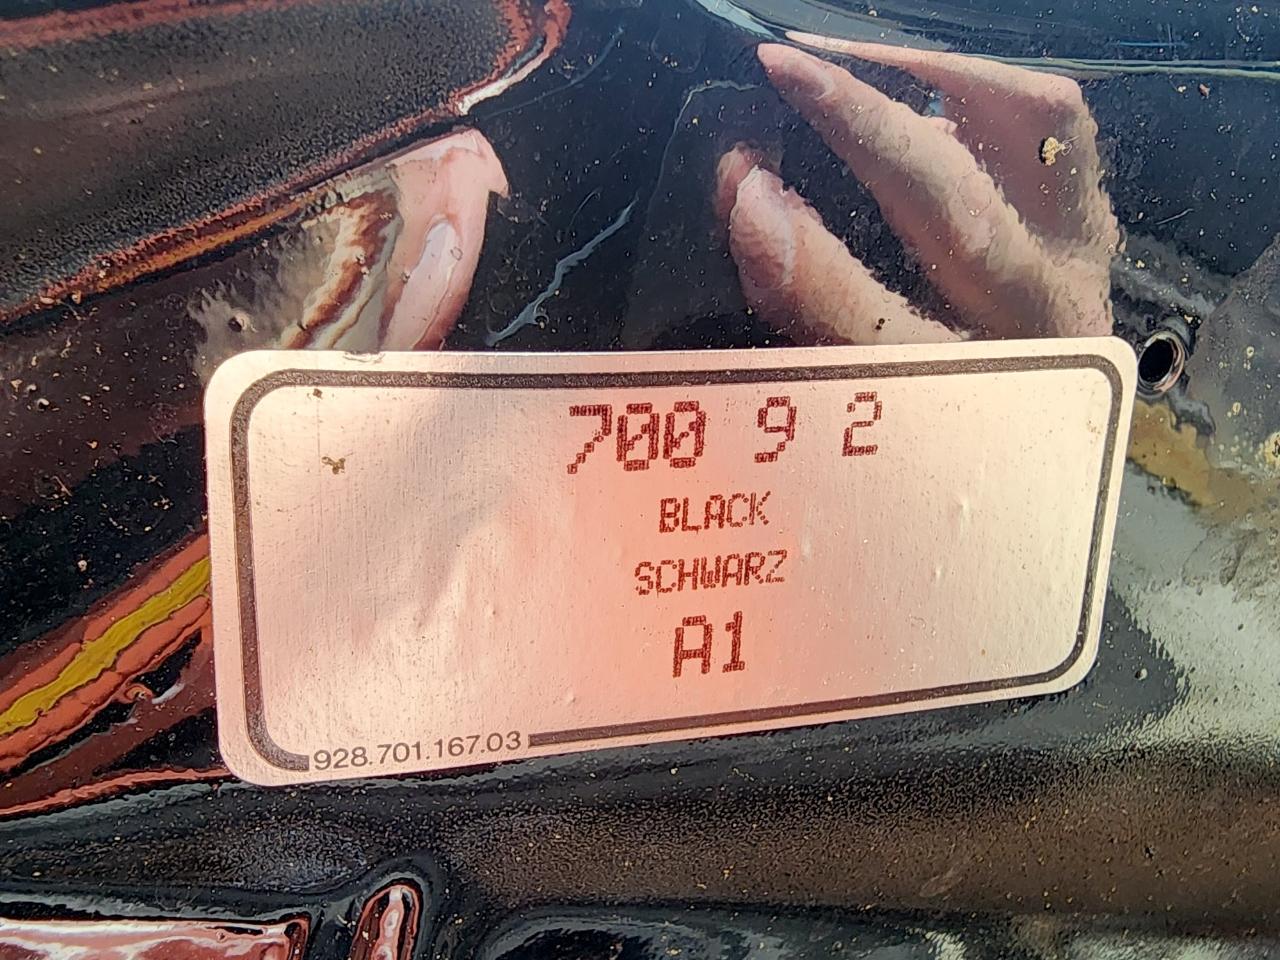 700 9 2
BLACK
SCHWARZ
A1
928.701.167.03